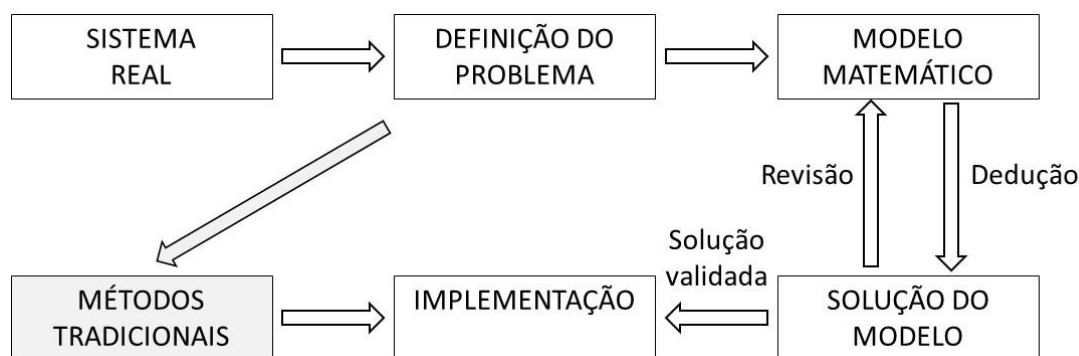 SISTEMA
REAL
DEFINIÇÃO DO
PROBLEMA
MODELO
MATEMÁTICO
Revisão
Dedução
Solução
validada
MÉTODOS
TRADICIONAIS
IMPLEMENTAÇÃO
SOLUÇÃO DO
MODELO